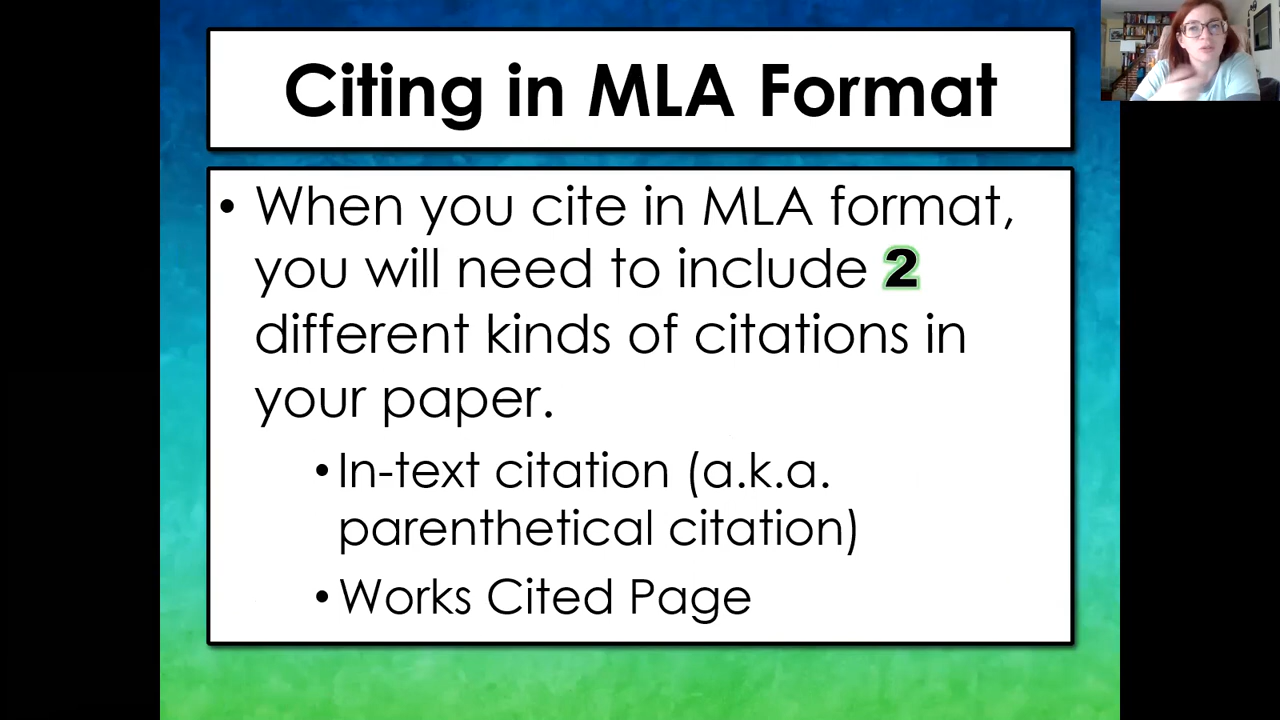 Citing in MLA Format
• When you cite in MLA format,
you will need to include 2
different kinds of citations in
your paper.
• In-text citation (a.k.a.
parenthetical citation)
• Works Cited Page